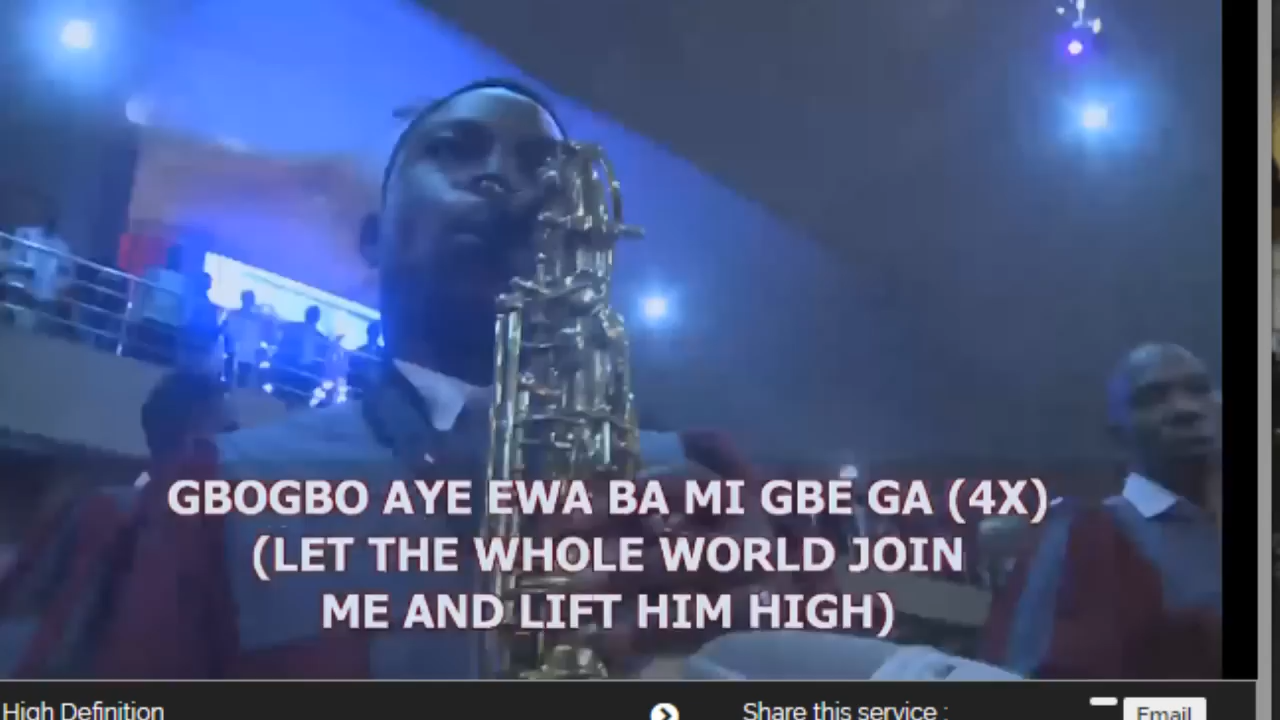 GBOGBO AYE EWA BA MI GBE GA (4X)
(LET THE WHOLE WORLD JOIN
ME AND LIFT HIM HIGH)
High Definition
Share this service :
Email